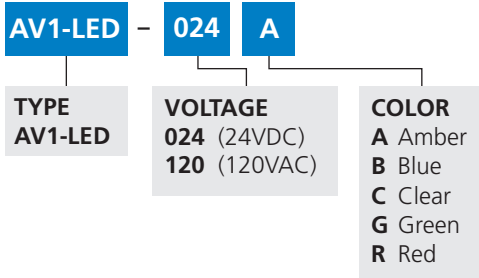 AV1-LED – 024 A
TYPE
AV1-LED
VOLTAGE
024 (24VDC)
120 (120VAC)
COLOR
A Amber
B Blue
C Clear
G Green
R Red